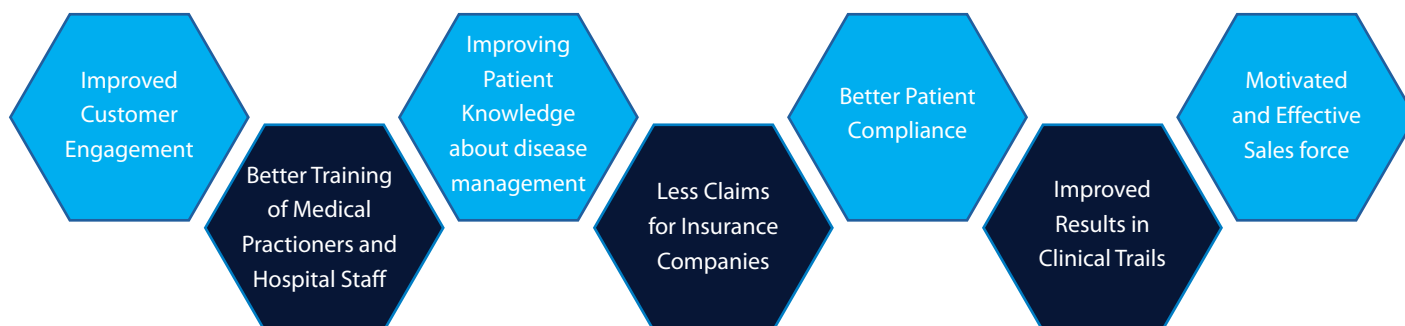 Improved
Customer
Engagement
Better Training
of Medical
Practioners and
Hospital Staff
Improving
Patient
Knowledge
about disease
management
Less Claims
for Insurance
Companies
Better Patient
Compliance
Improved
Results in
Clinical Trails
Motivated
and Effective
Sales force